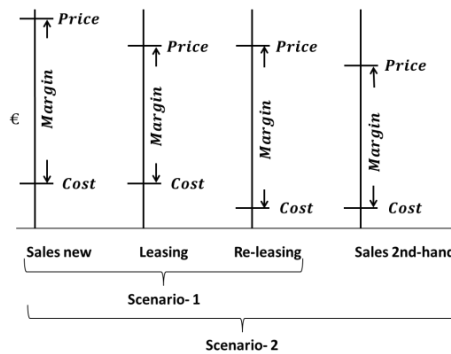 Price
Price
Price
Price
€
Margin
Margin
Margin
Margin
Cost
Cost
Cost
Cost
Sales new
Leasing
Re-leasing
Sales 2nd-hand
Scenario- 1
Scenario- 2